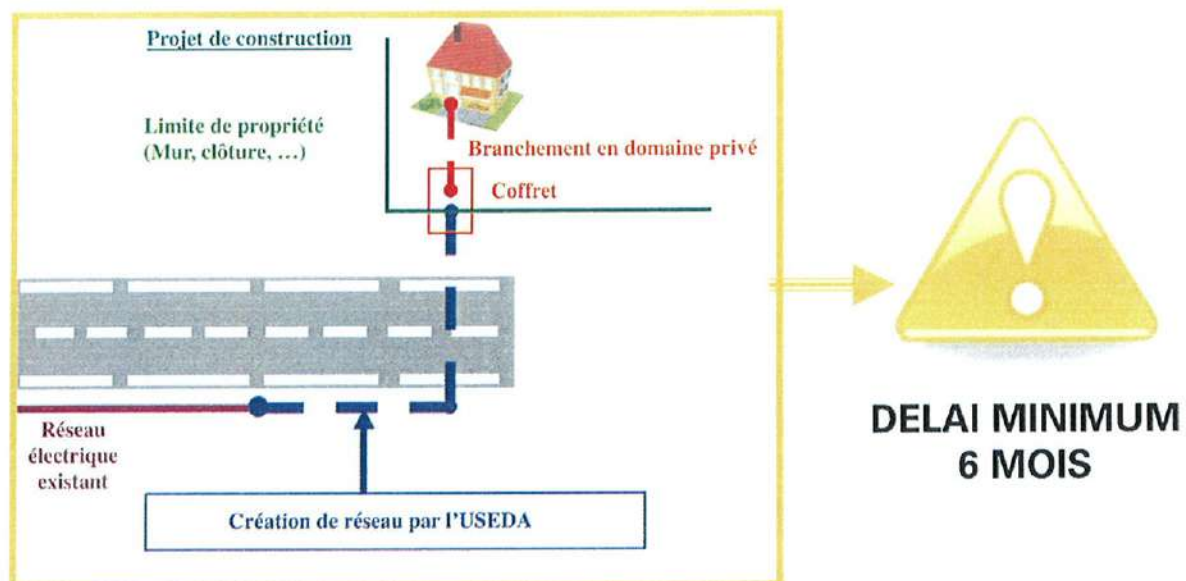 Projet de construction
Limite de propriété
(Mur, clôture, ...)
Branchement en domaine privé
Coffret
Réseau
électrique
existant
Création de réseau par l'USEDA
DELAI MINIMUM
6 MOIS